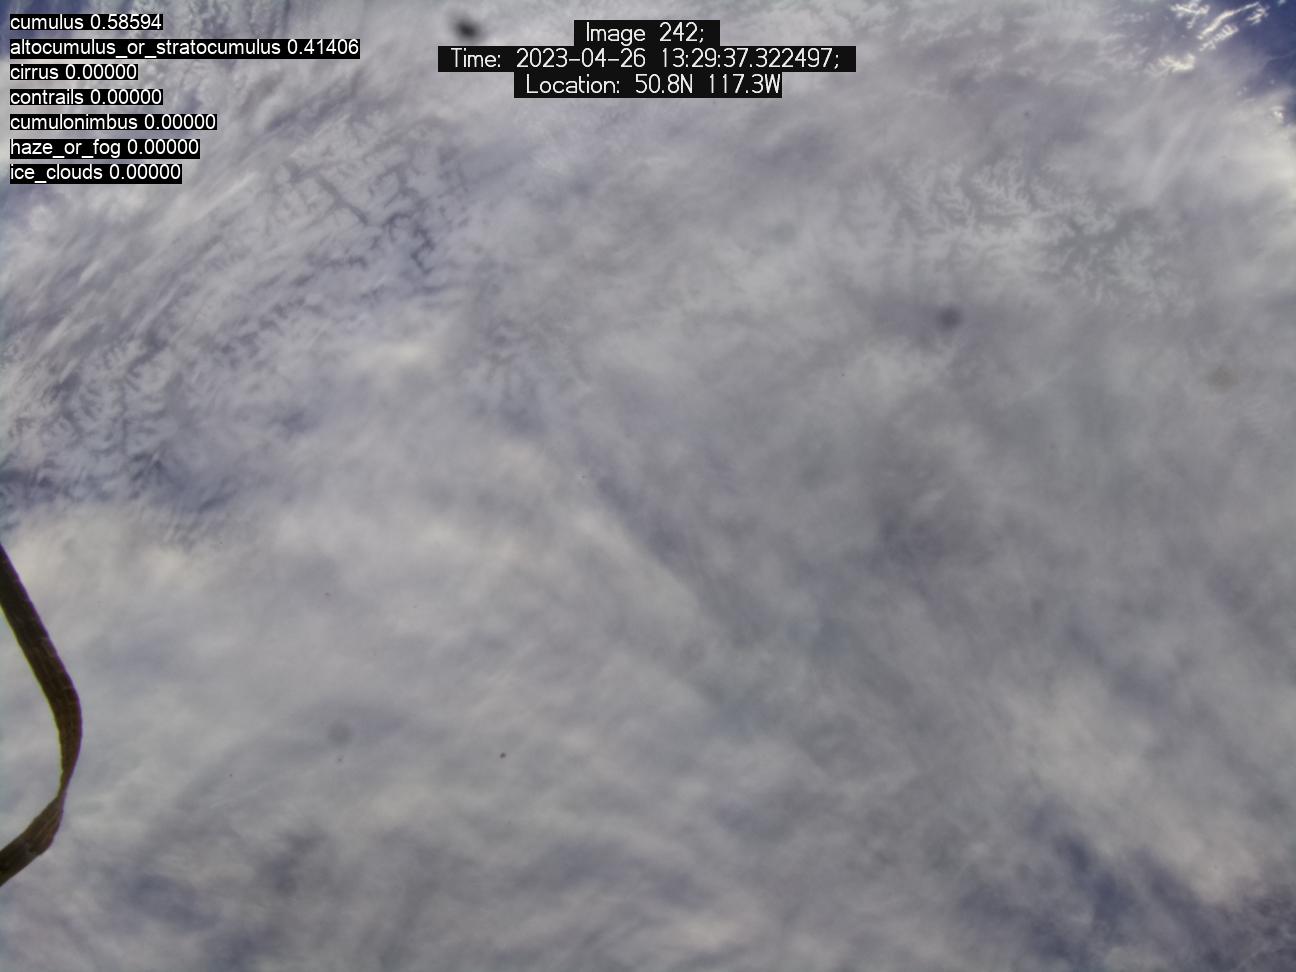 cumulus 0.58594
altocumulus_or_stratocumulus 0.41406
cirrus 0.00000
contrails 0.00000
cumulonimbus 0.00000
haze_or_fog 0.00000
ice_clouds 0.00000
Image 242;
Time: 2023-04-26 13:29:37.322497;
Location: 50.8N 117.3W